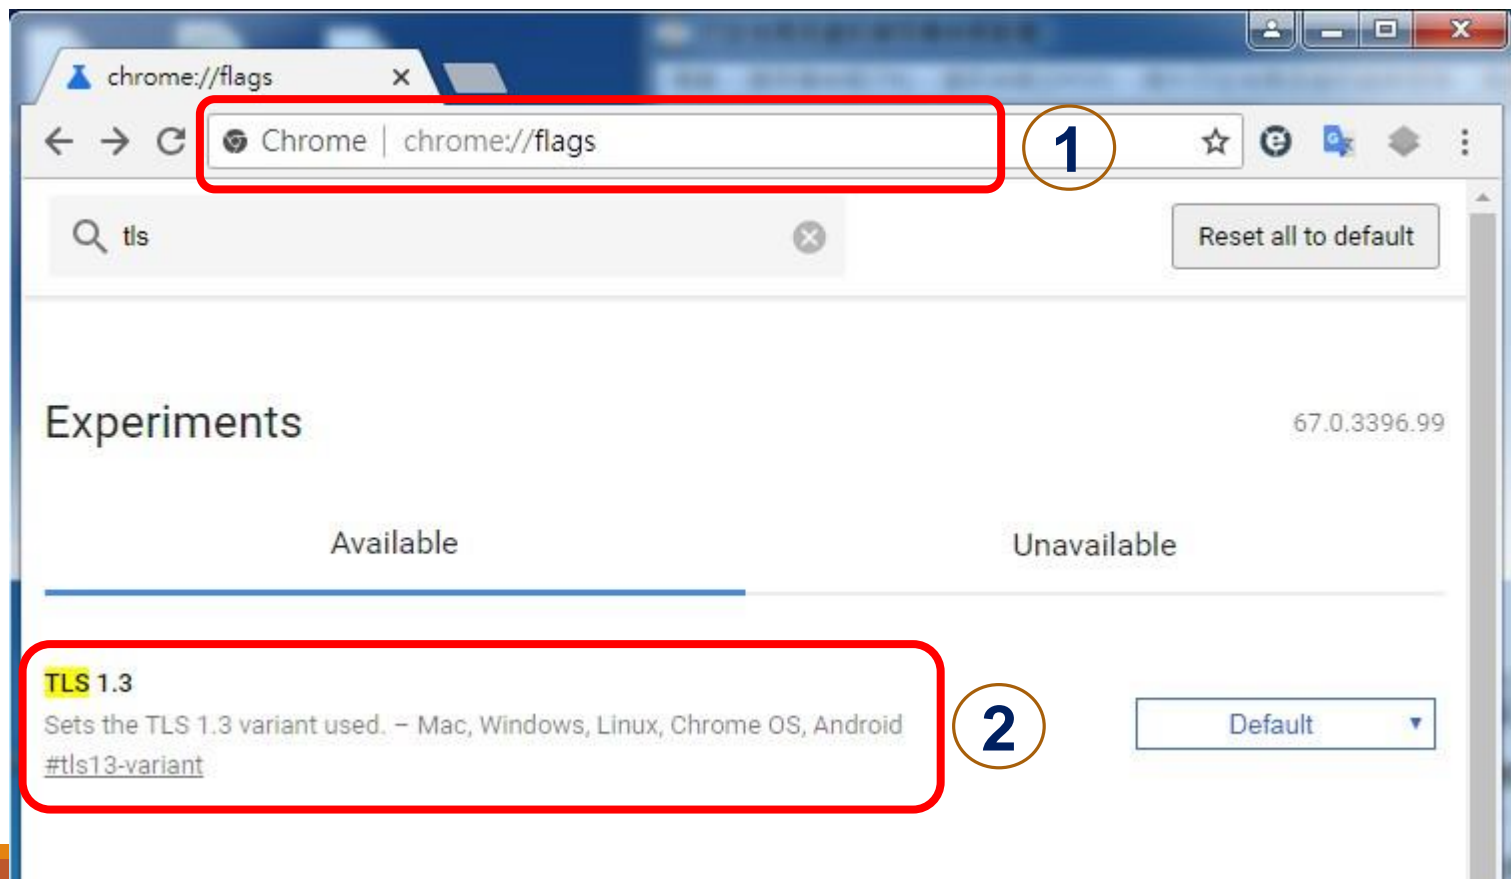 chrome://flags
Chrome | chrome://flags
1
tls
Reset all to default
Experiments
67.0.3396.99
Available
Unavailable
TLS 1.3
Sets the TLS 1.3 variant used. – Mac, Windows, Linux, Chrome OS, Android
#tls13-variant
2
Default